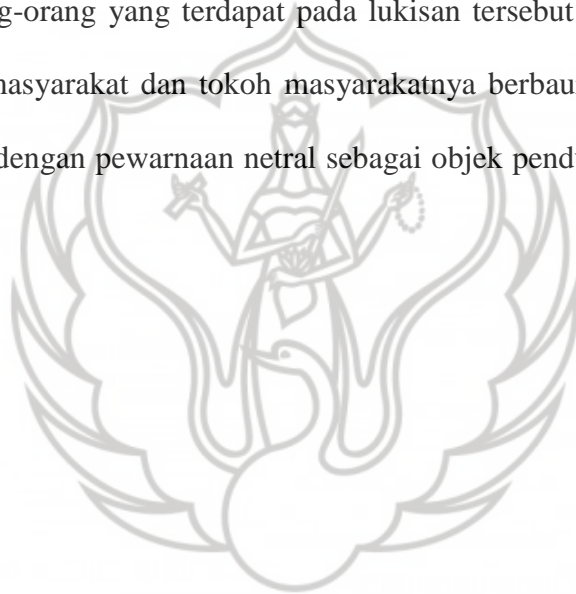 g-orang yang terdapat pada lukisan tersebut
masyarakat dan tokoh masyarakatnya berbau
dengan pewarnaan netral sebagai objek pend